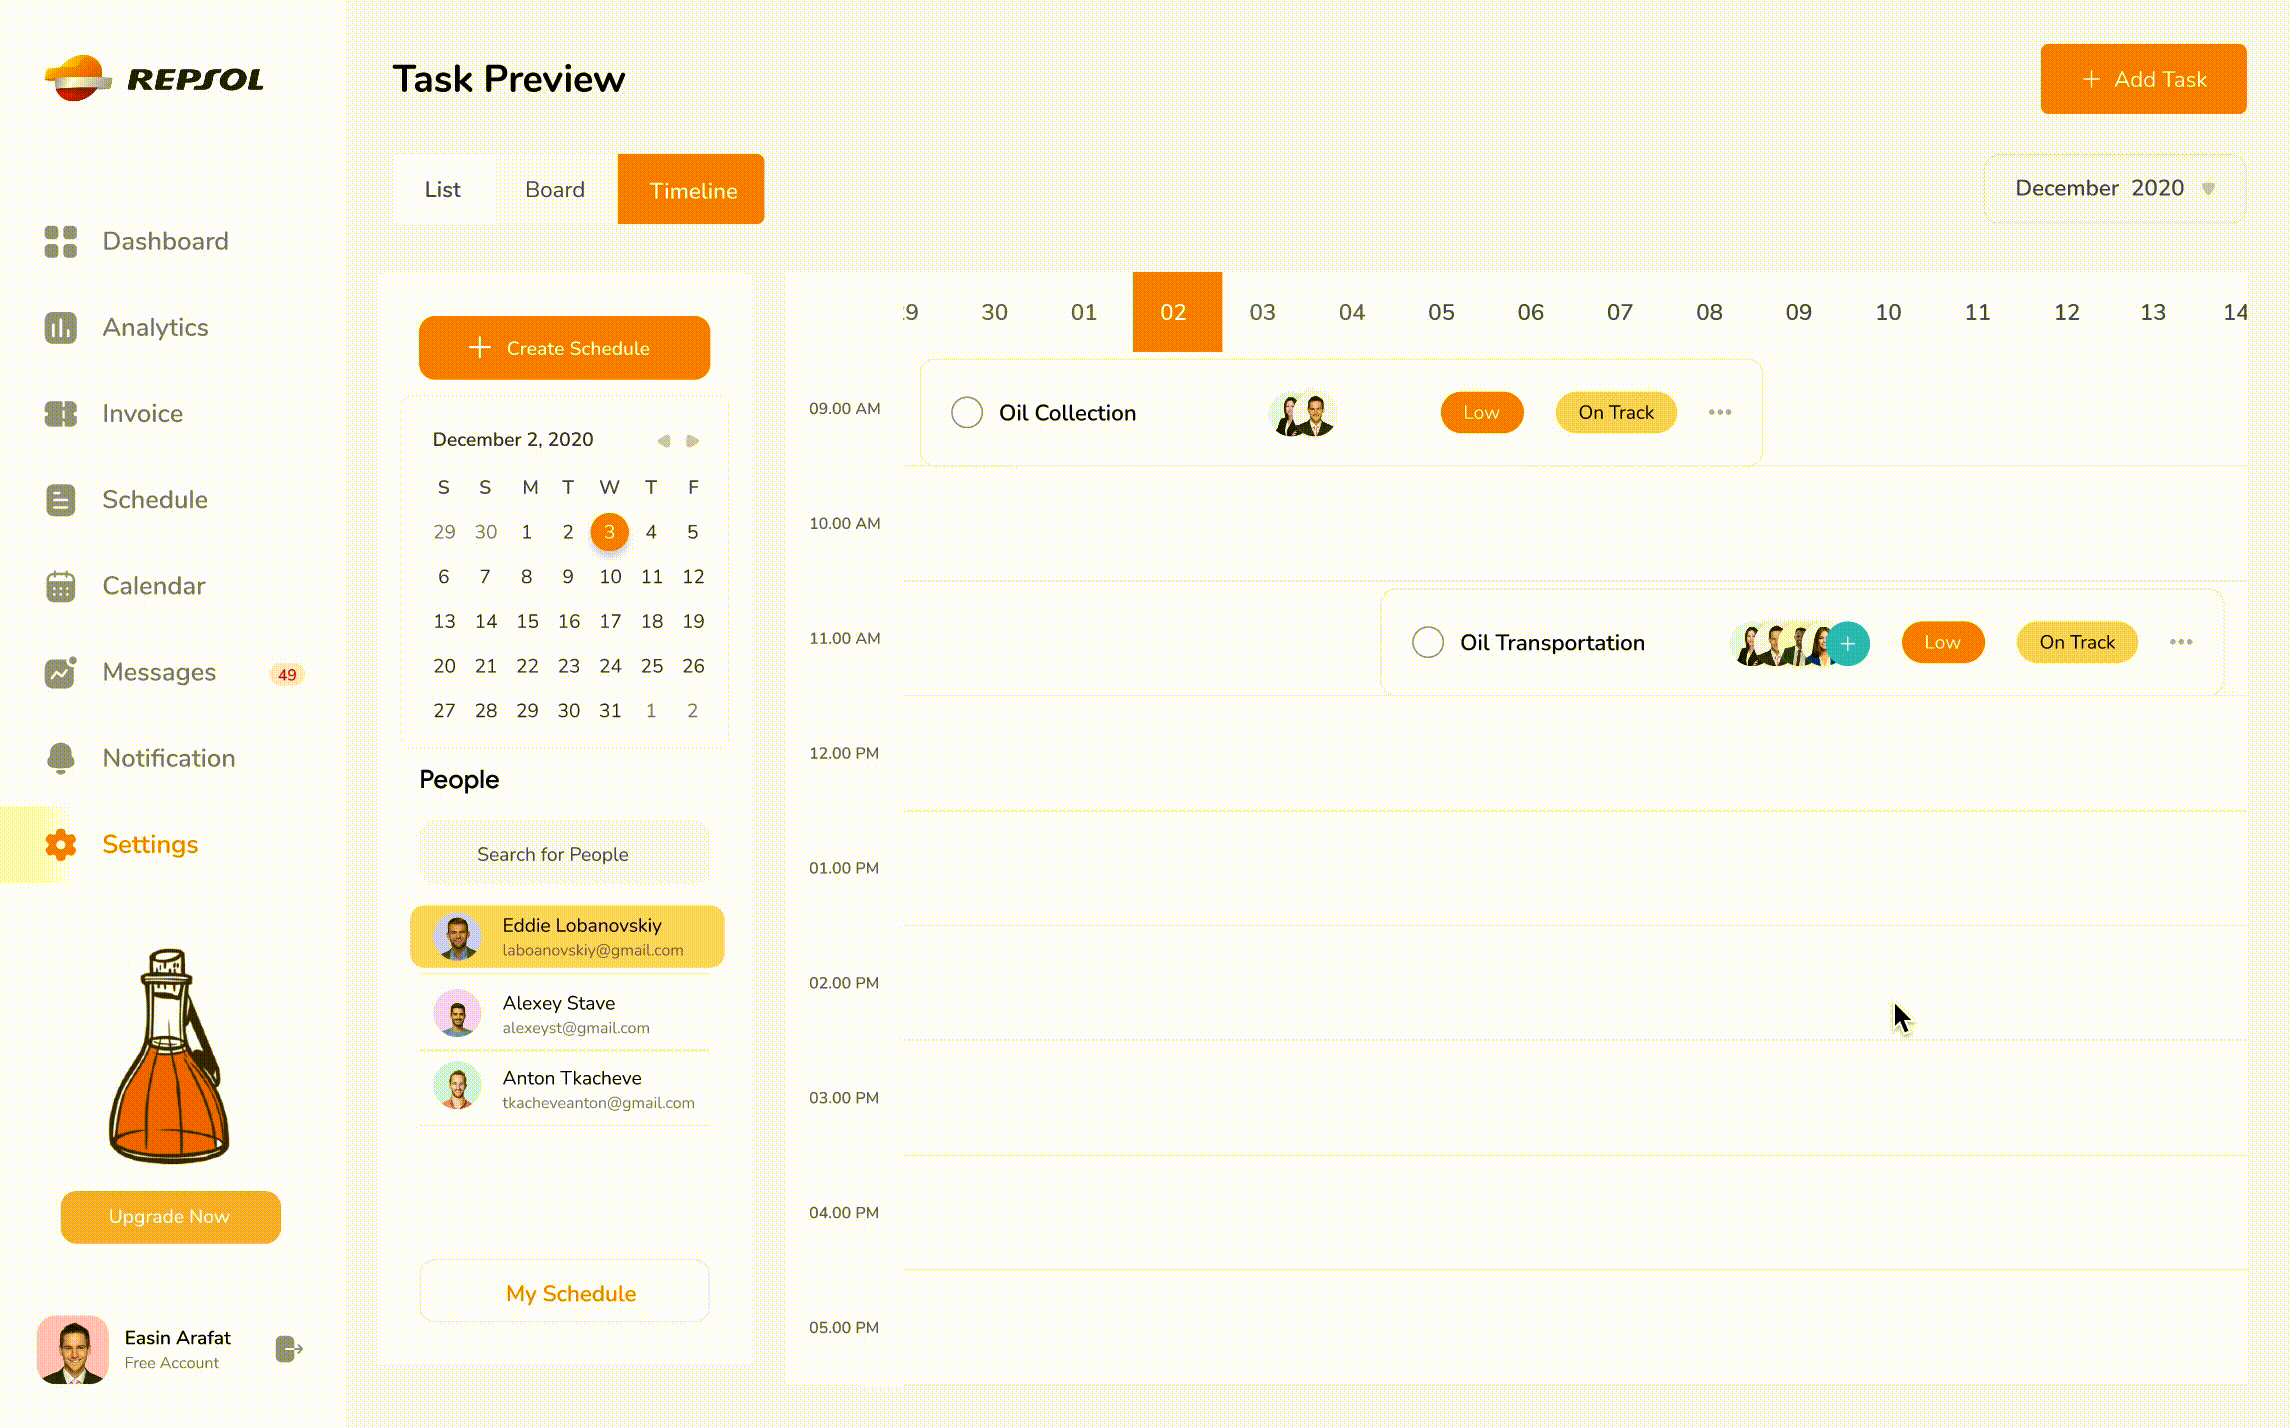 REPSOL
Task Preview
+ Add Task
List
Board
Timeline
December 2020
Dashboard
Analytics
Invoice
Schedule
Calendar
Messages
49
Notification
Settings
Upgrade Now
Easin Arafat
Free Account
+ Create Schedule
December 2, 2020
S S M T W T F
29 30 1 2 3 4 5
6 7 8 9 10 11 12
13 14 15 16 17 18 19
20 21 22 23 24 25 26
27 28 29 30 31 1 2
People
Search for People
Eddie Lobanovskiy
laboanovskiy@gmail.com
Alexey Stave
alexeyst@gmail.com
Anton Tkacheve
tkacheveanton@gmail.com
My Schedule
29 30 01 02 03 04 05 06 07 08 09 10 11 12 13 14
09.00 AM
Oil Collection
Low
On Track
10.00 AM
11.00 AM
Oil Transportation
+
Low
On Track
12.00 PM
01.00 PM
02.00 PM
03.00 PM
04.00 PM
05.00 PM